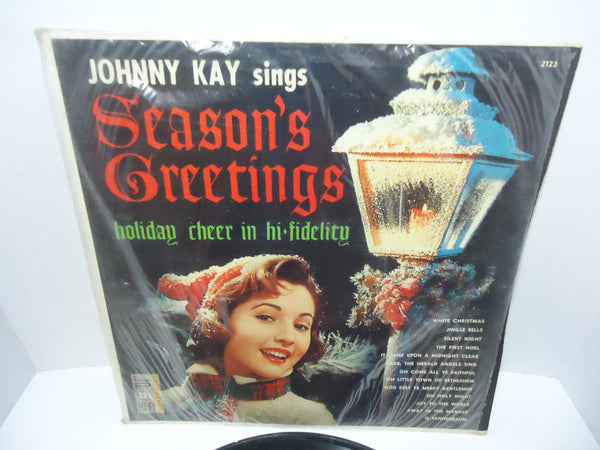 JOHNNY KAY sings
2122
Season's
Greetings
holiday cheer in hi-fidelity
WHITE CHRISTMAS
JINGLE BELLS
SILENT NIGHT
THE FIRST NOEL
IT CAME UPON A MIDNIGHT CLEAR
HARK, THE HERALD ANGELS SING
OH COME ALL YE FAITHFUL
OH LITTLE TOWN OF BETHLEHEM
GOD REST YE MERRY GENTLEMEN
OH HOLY NIGHT
JOY TO THE WORLD
AWAY IN THE MANGER
O TANNENBAUM
33⅓